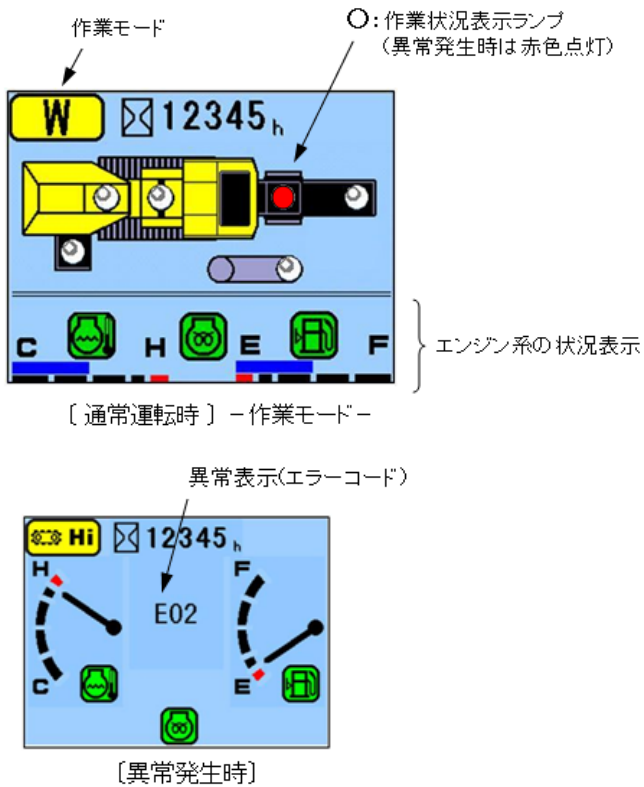 作業モード
○:作業状況表示ランプ
(異常発生時は赤色点灯)
W 12345h
C H E F
エンジン系の状況表示
〔通常運転時〕-作業モード-
異常表示(エラーコード)
Hi 12345h
H F
E02
C E
〔異常発生時〕